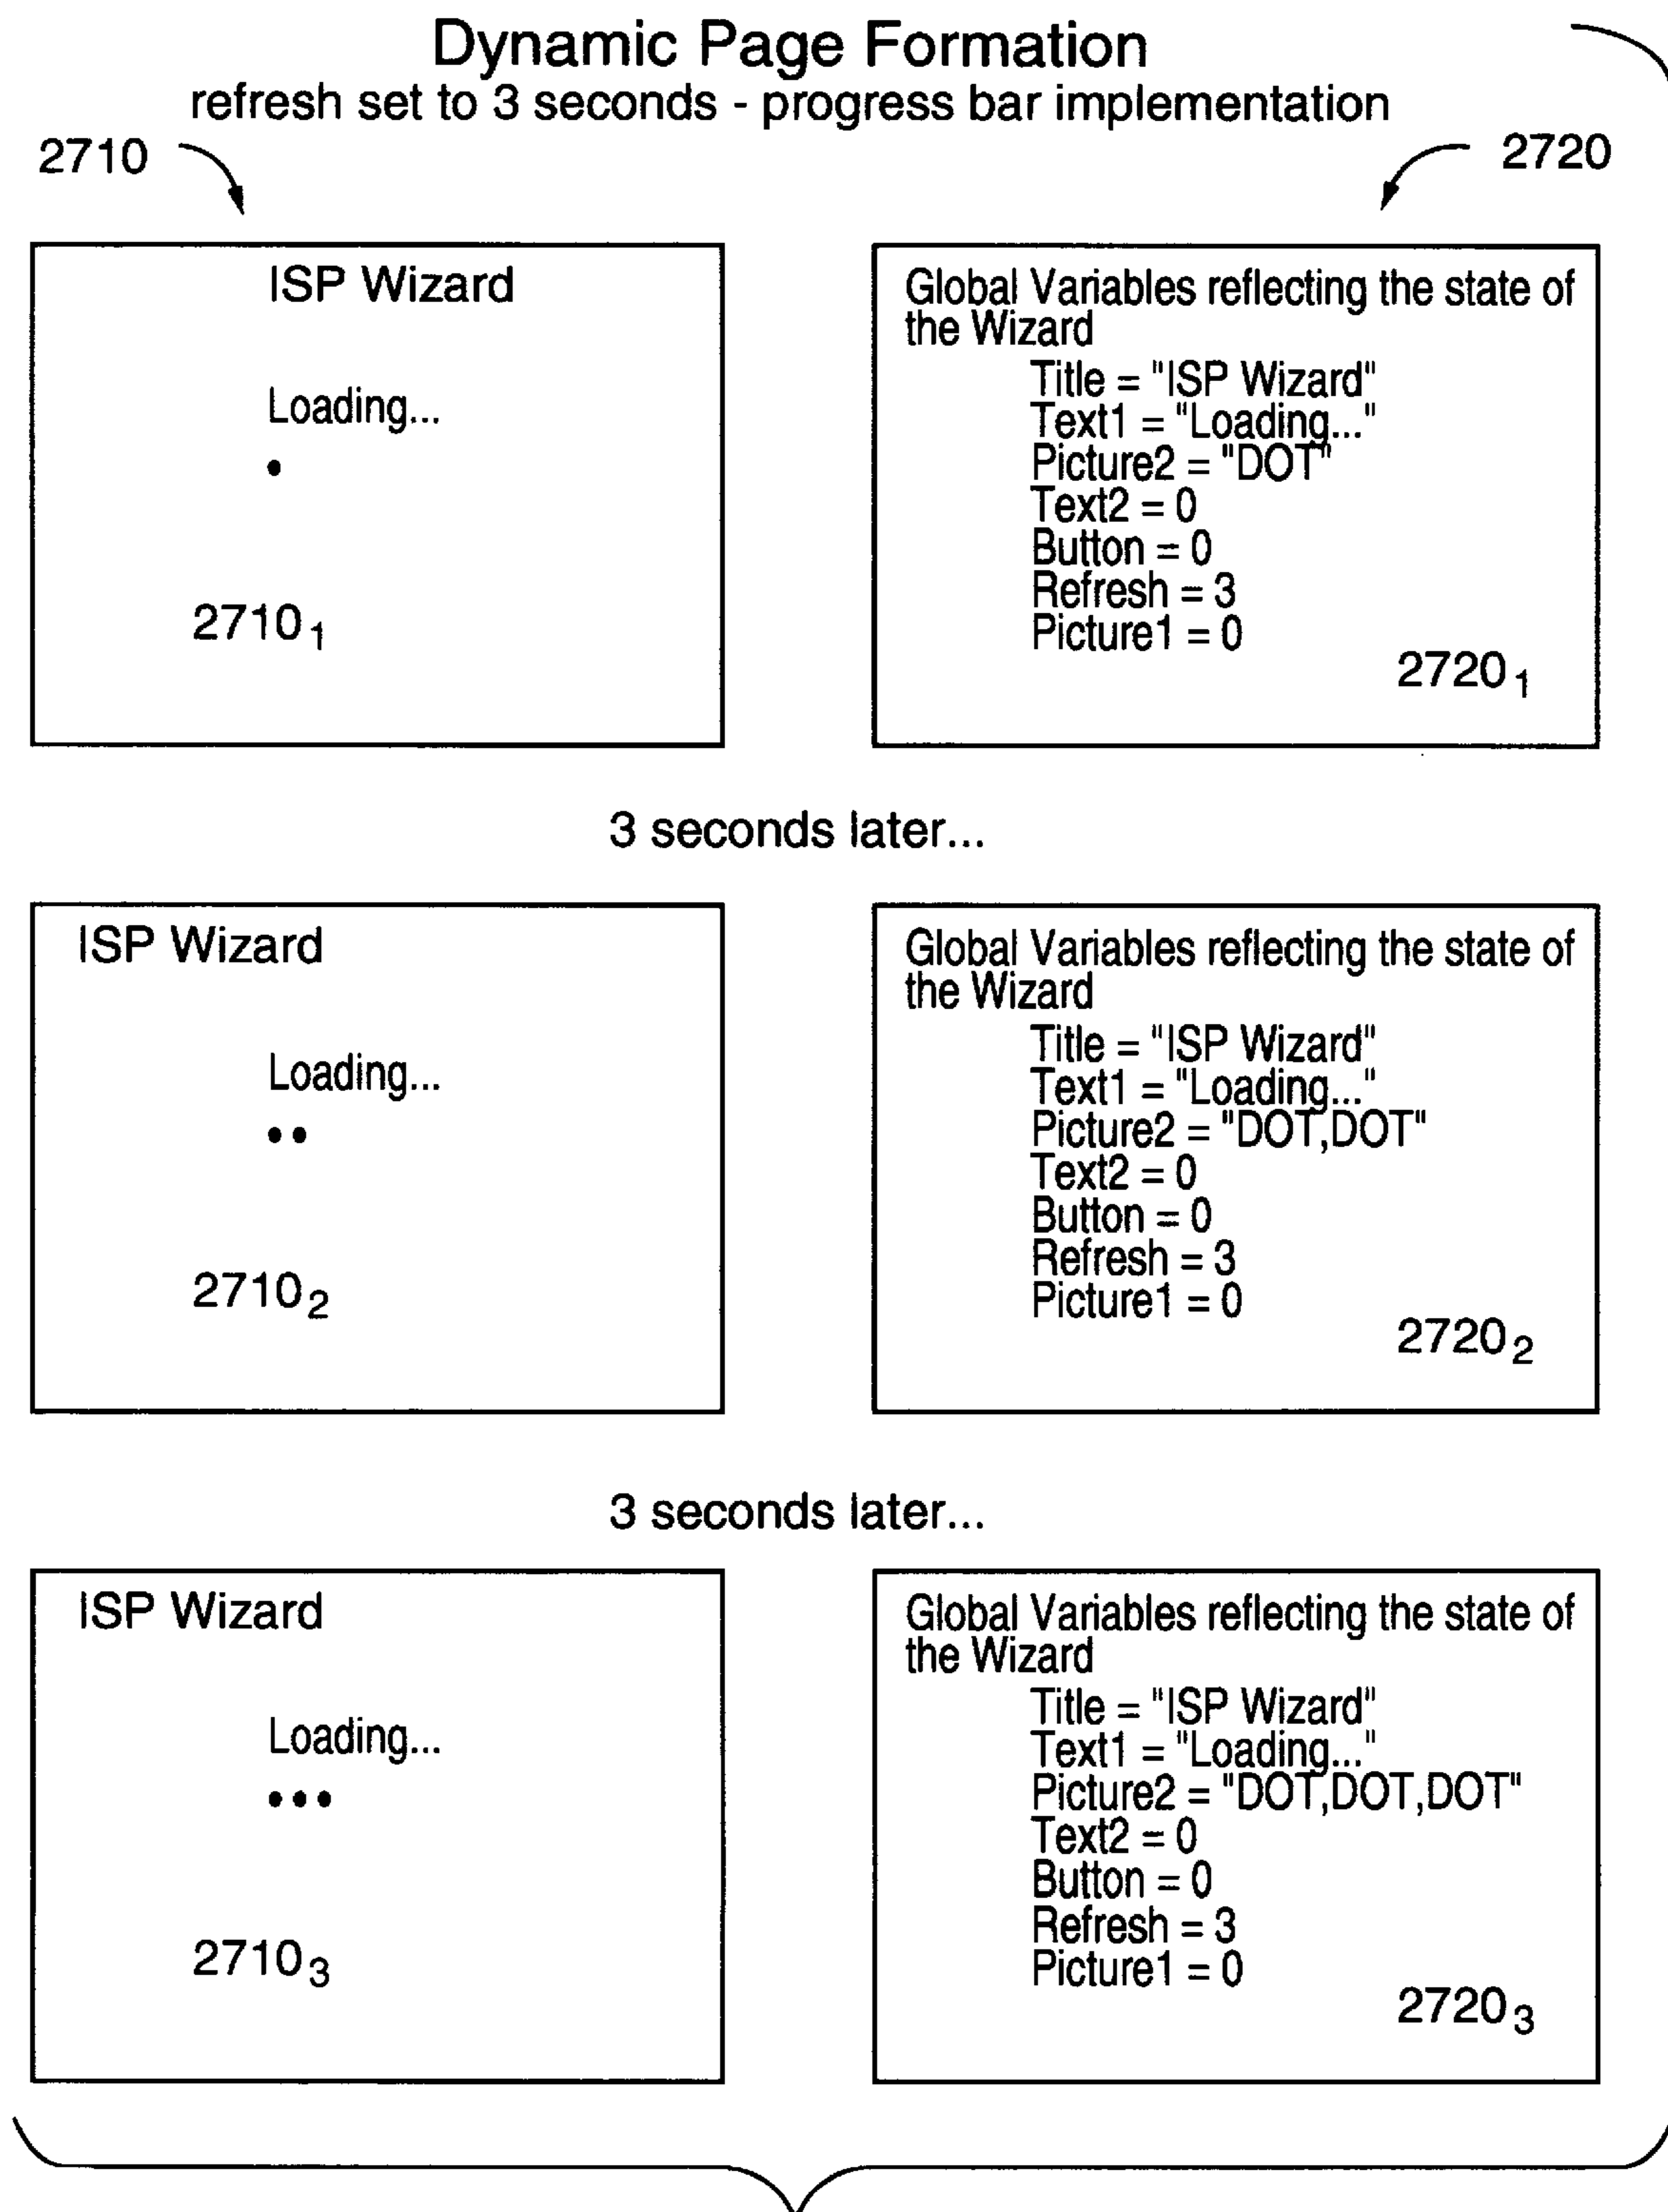 Dynamic Page Formation
refresh set to 3 seconds - progress bar implementation
2710
2720
ISP Wizard
Loading...
2710₁
Global Variables reflecting the state of
the Wizard
Title = "ISP Wizard"
Text1 = "Loading..."
Picture2 = "DOT"
Text2 = 0
Button = 0
Refresh = 3
Picture1 = 0
2720₁
3 seconds later...
ISP Wizard
Loading...
2710₂
Global Variables reflecting the state of
the Wizard
Title = "ISP Wizard"
Text1 = "Loading..."
Picture2 = "DOT,DOT"
Text2 = 0
Button = 0
Refresh = 3
Picture1 = 0
2720₂
3 seconds later...
ISP Wizard
Loading...
2710₃
Global Variables reflecting the state of
the Wizard
Title = "ISP Wizard"
Text1 = "Loading..."
Picture2 = "DOT,DOT,DOT"
Text2 = 0
Button = 0
Refresh = 3
Picture1 = 0
2720₃